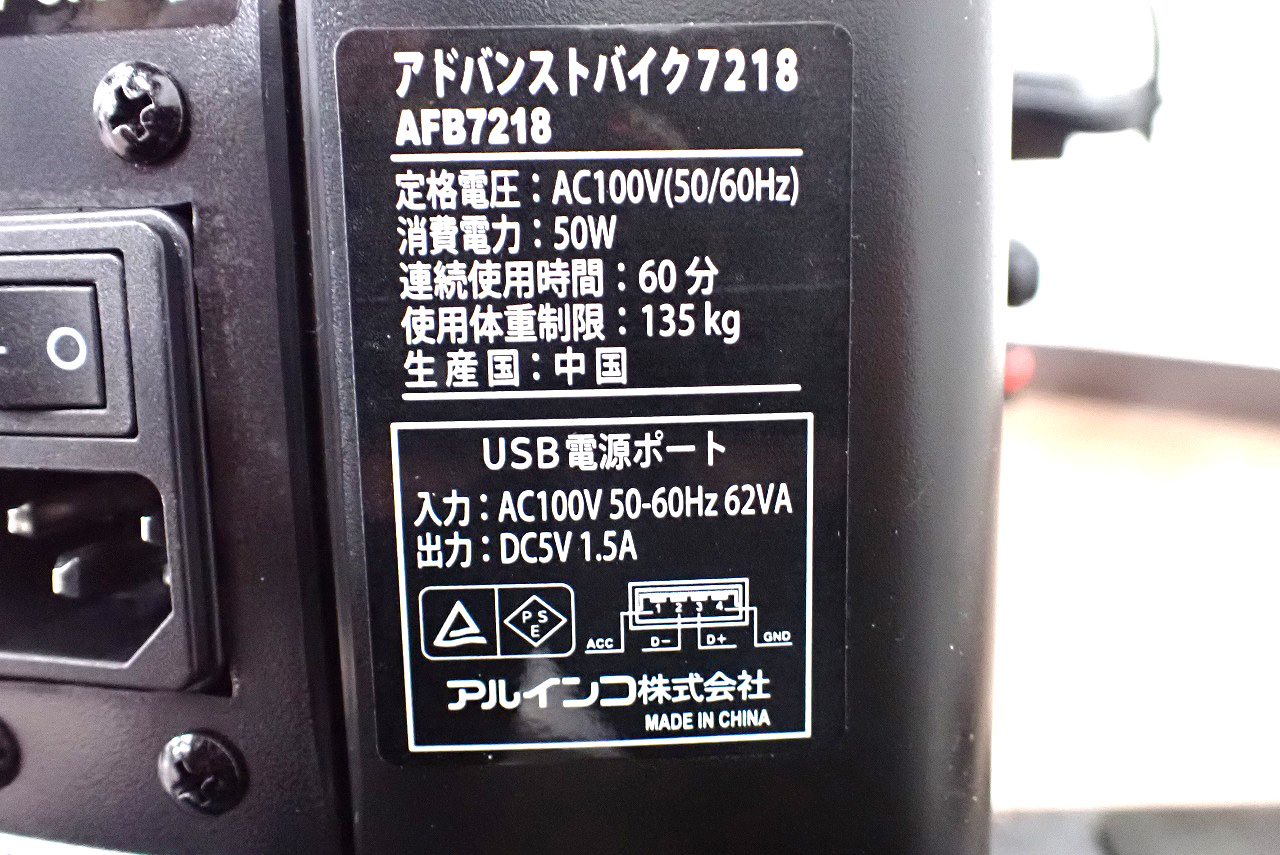 アドバンストバイク7218
AFB7218
定格電圧：AC100V(50/60Hz)
消費電力：50W
連続使用時間：60分
使用体重制限：135kg
生産国：中国
USB電源ポート
入力：AC100V 50-60Hz 62VA
出力：DC5V 1.5A
PSE
1 2 3 4
ACC D− D+ GND
アルインコ株式会社
MADE IN CHINA